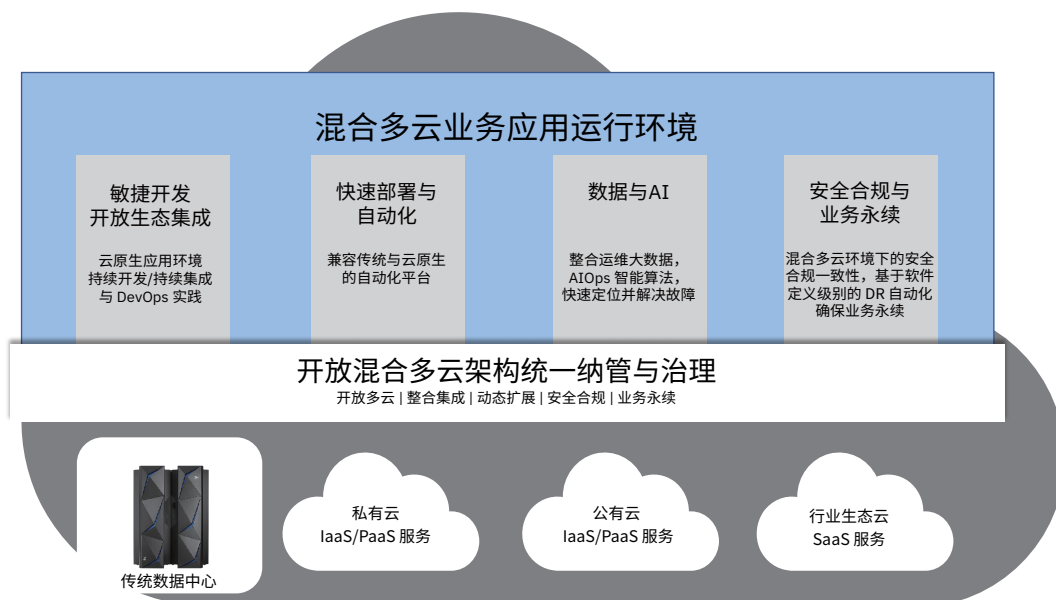 混合多云业务应用运行环境
敏捷开发
开放生态集成
云原生应用环境
持续开发/持续集成
与 DevOps 实践
快速部署与
自动化
兼容传统与云原生
的自动化平台
数据与AI
整合运维大数据，
AIOps 智能算法，
快速定位并解决故障
安全合规与
业务永续
混合多云环境下的安全
合规一致性，基于软件
定义级别的 DR 自动化
确保业务永续
开放混合多云架构统一纳管与治理
开放多云 | 整合集成 | 动态扩展 | 安全合规 | 业务永续
传统数据中心
私有云
IaaS/PaaS 服务
公有云
IaaS/PaaS 服务
行业生态云
SaaS 服务